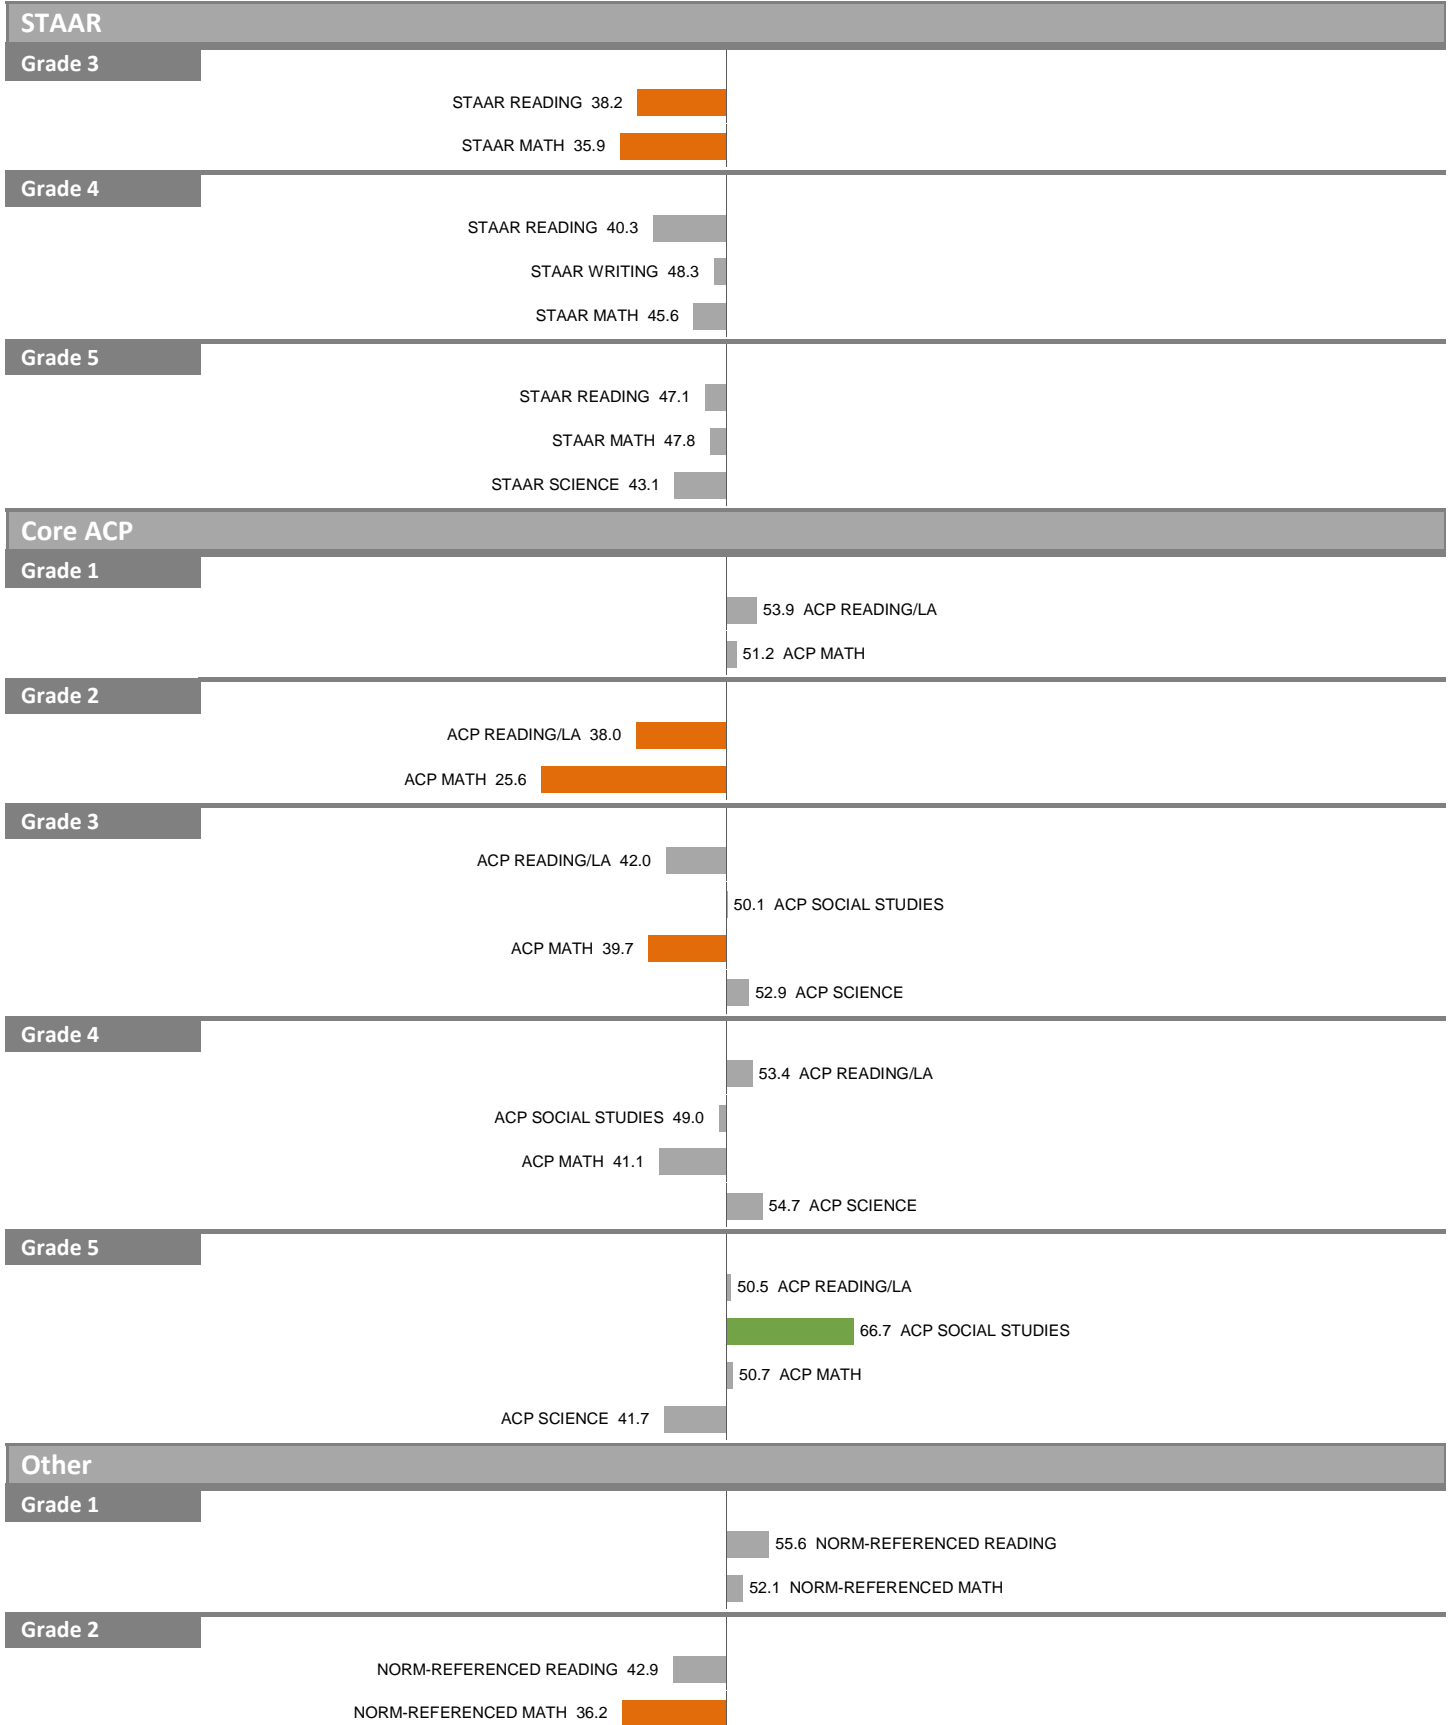 STAAR
Grade 3
STAAR READING 38.2
STAAR MATH 35.9
Grade 4
STAAR READING 40.3
STAAR WRITING 48.3
STAAR MATH 45.6
Grade 5
STAAR READING 47.1
STAAR MATH 47.8
STAAR SCIENCE 43.1
Core ACP
Grade 1
53.9 ACP READING/LA
51.2 ACP MATH
Grade 2
ACP READING/LA 38.0
ACP MATH 25.6
Grade 3
ACP READING/LA 42.0
50.1 ACP SOCIAL STUDIES
ACP MATH 39.7
52.9 ACP SCIENCE
Grade 4
53.4 ACP READING/LA
ACP SOCIAL STUDIES 49.0
ACP MATH 41.1
54.7 ACP SCIENCE
Grade 5
50.5 ACP READING/LA
66.7 ACP SOCIAL STUDIES
50.7 ACP MATH
ACP SCIENCE 41.7
Other
Grade 1
55.6 NORM-REFERENCED READING
52.1 NORM-REFERENCED MATH
Grade 2
NORM-REFERENCED READING 42.9
NORM-REFERENCED MATH 36.2